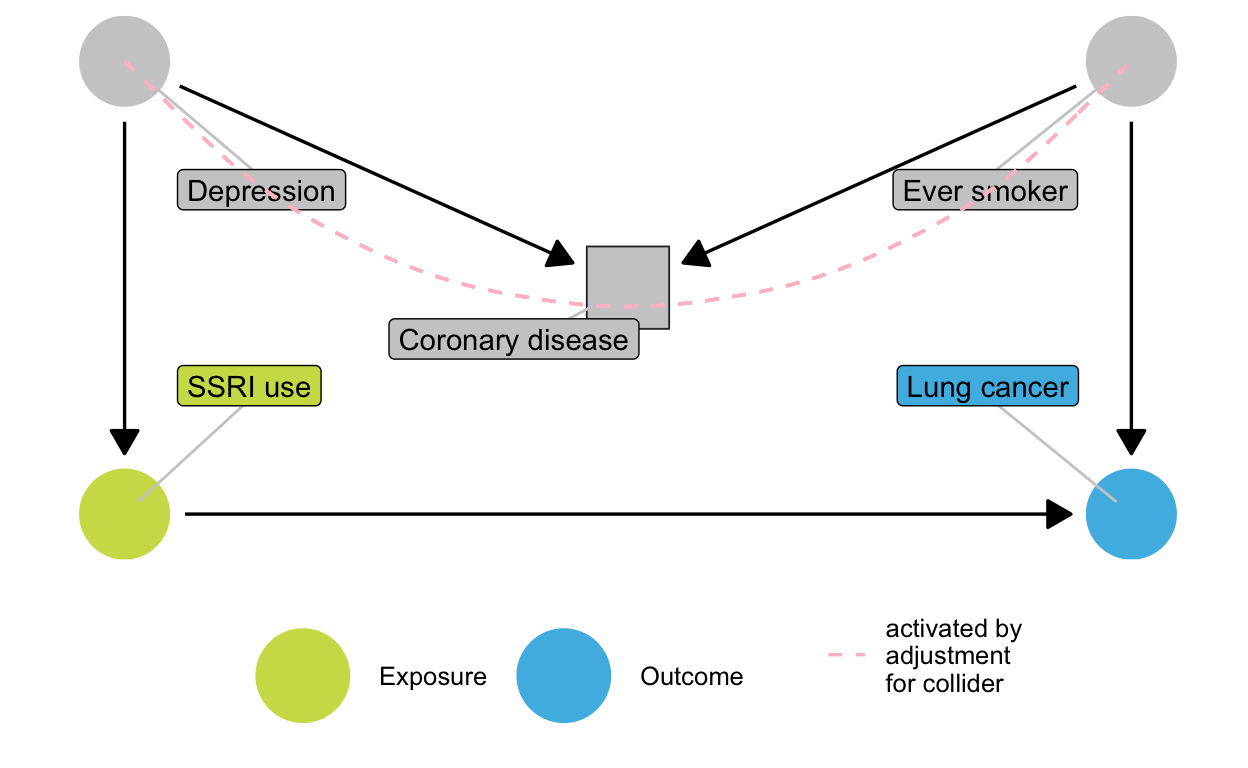 Depression
Ever smoker
Coronary disease
SSRI use
Lung cancer
Exposure
Outcome
activated by
adjustment
for collider